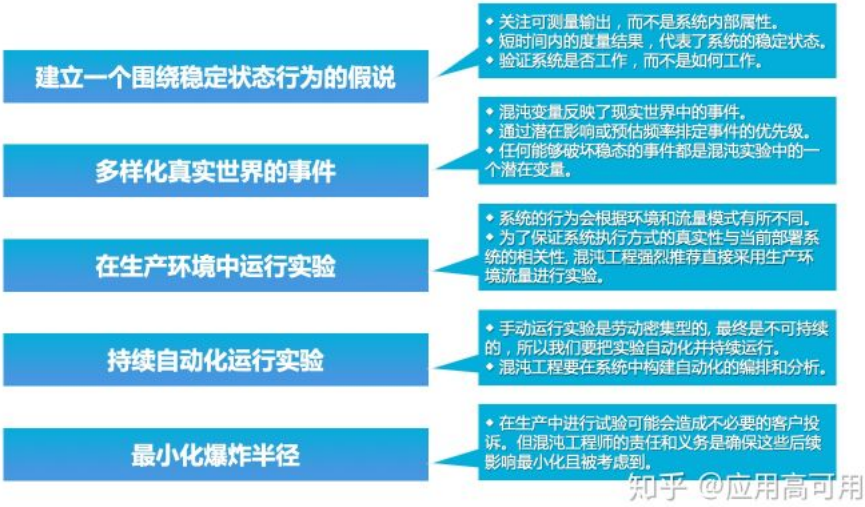 建立一个围绕稳定状态行为的假说
◆ 关注可测量输出，而不是系统内部属性。
◆ 短时间内的度量结果，代表了系统的稳定状态。
◆ 验证系统是否工作，而不是如何工作。
多样化真实世界的事件
◆ 混沌变量反映了现实世界中的事件。
◆ 通过潜在影响或预估频率排定事件的优先级。
◆ 任何能够破坏稳态的事件都是混沌实验中的一
个潜在变量。
在生产环境中运行实验
◆ 系统的行为会根据环境和流量模式有所不同。
◆ 为了保证系统执行方式的真实性与当前部署系
统的相关性, 混沌工程强烈推荐直接采用生产环
境流量进行实验。
持续自动化运行实验
◆ 手动运行实验是劳动密集型的, 最终是不可持续
的，所以我们要把实验自动化并持续运行。
◆ 混沌工程要在系统中构建自动化的编排和分析。
最小化爆炸半径
◆ 在生产中进行试验可能会造成不必要的客户投
诉。但混沌工程师的责任和义务是确保这些后续
影响最小化且被考虑到。
知乎 @应用高可用